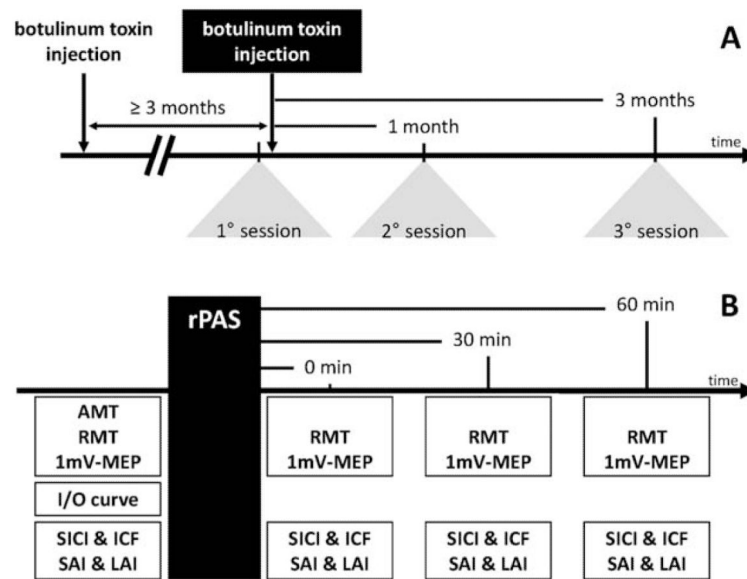 botulinum toxin
injection
botulinum toxin
injection
A
≥ 3 months
3 months
1 month
time
1° session
2° session
3° session
B
rPAS
60 min
30 min
0 min
time
AMT
RMT
1mV-MEP
RMT
1mV-MEP
RMT
1mV-MEP
RMT
1mV-MEP
I/O curve
SICI & ICF
SAI & LAI
SICI & ICF
SAI & LAI
SICI & ICF
SAI & LAI
SICI & ICF
SAI & LAI